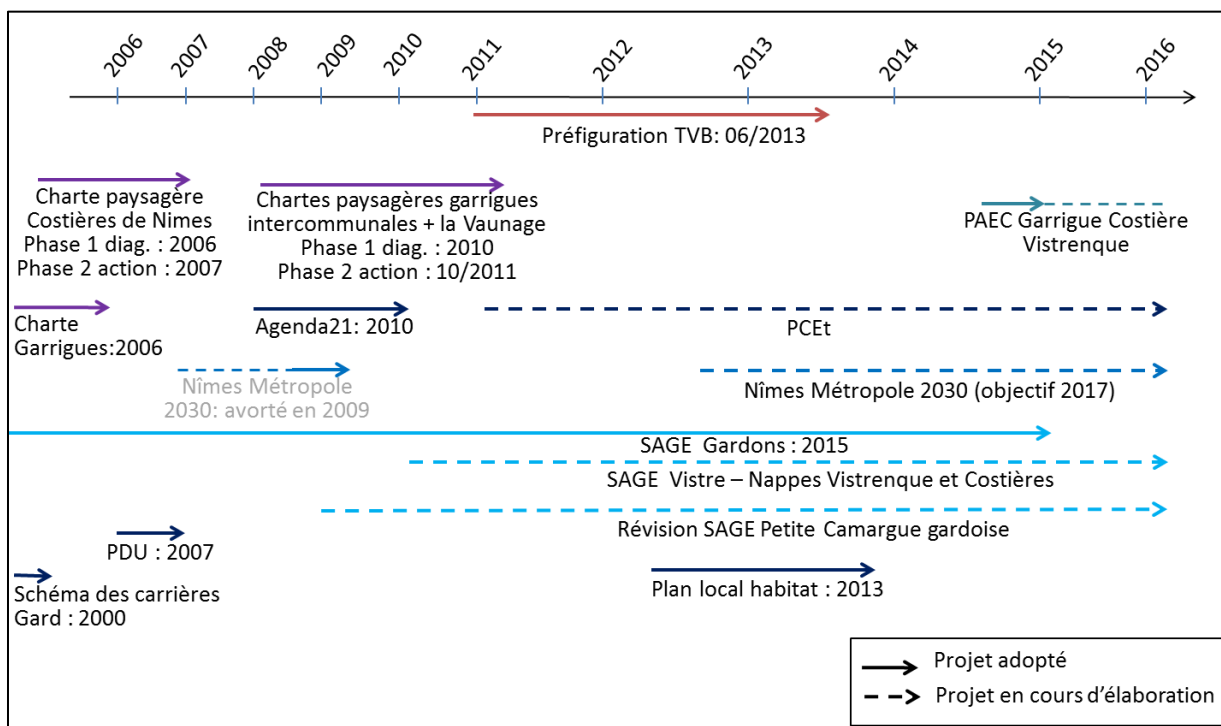 2006
2007
2008
2009
2010
2011
2012
2013
2014
2015
2016
Préfiguration TVB: 06/2013
Charte paysagère
Costières de Nimes
Phase 1 diag. : 2006
Phase 2 action : 2007
Chartes paysagères garrigues
intercommunales + la Vaunage
Phase 1 diag. : 2010
Phase 2 action : 10/2011
PAEC Garrigue Costière
Vistrenque
Charte
Garrigues:2006
Agenda21: 2010
PCEt
Nîmes Métropole
2030: avorté en 2009
Nîmes Métropole 2030 (objectif 2017)
SAGE Gardons : 2015
SAGE Vistre – Nappes Vistrenque et Costières
Révision SAGE Petite Camargue gardoise
PDU : 2007
Schéma des carrières
Gard : 2000
Plan local habitat : 2013
Projet adopté
Projet en cours d'élaboration